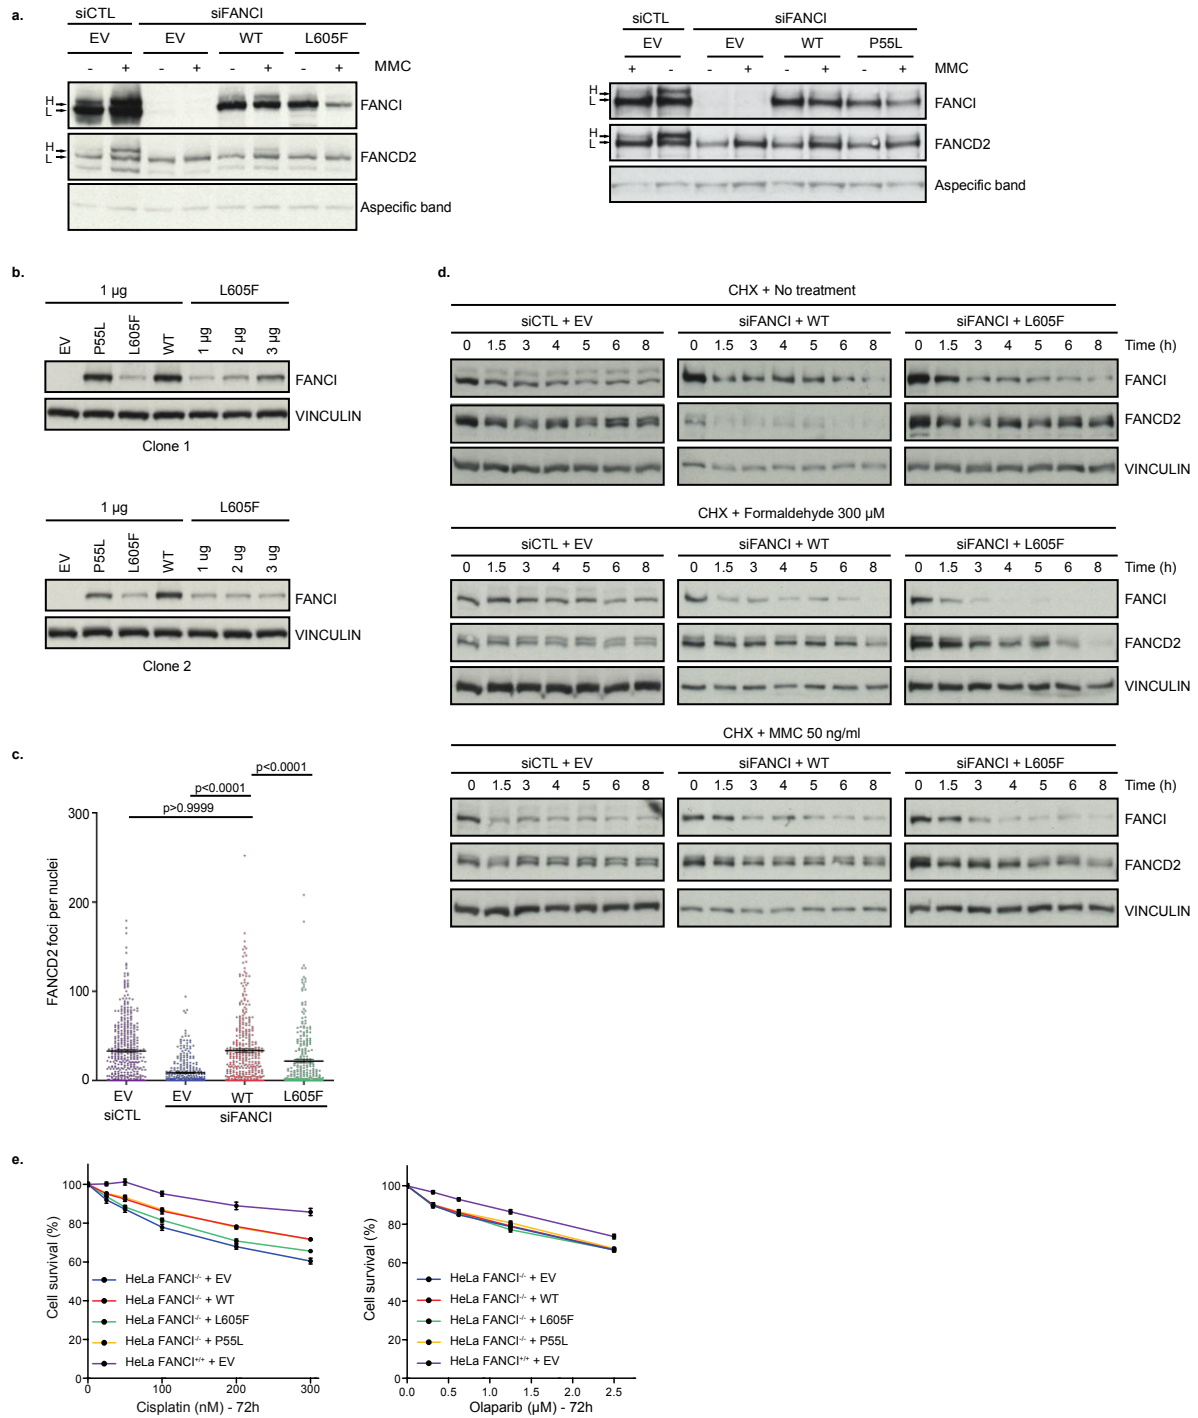 a.
siCTL siFANCI
EV EV WT L605F
- + - + - + - + MMC
H
L
FANCI
H
L
FANCD2
Aspecific band
siCTL siFANCI
EV EV WT P55L
+ - - + - + - + MMC
H
L
FANCI
H
L
FANCD2
Aspecific band
b.
1 µg L605F
EV P55L L605F WT 1 µg 2 µg 3 µg
FANCI
VINCULIN
Clone 1
1 µg L605F
EV P55L L605F WT 1 ug 2 ug 3 ug
FANCI
VINCULIN
Clone 2
c.
p<0.0001
p<0.0001
p>0.9999
300
200
100
0
FANCD2 foci per nuclei
EV EV WT L605F
siCTL siFANCI
d.
CHX + No treatment
siCTL + EV siFANCI + WT siFANCI + L605F
0 1.5 3 4 5 6 8 0 1.5 3 4 5 6 8 0 1.5 3 4 5 6 8 Time (h)
FANCI
FANCD2
VINCULIN
CHX + Formaldehyde 300 µM
siCTL + EV siFANCI + WT siFANCI + L605F
0 1.5 3 4 5 6 8 0 1.5 3 4 5 6 8 0 1.5 3 4 5 6 8 Time (h)
FANCI
FANCD2
VINCULIN
CHX + MMC 50 ng/ml
siCTL + EV siFANCI + WT siFANCI + L605F
0 1.5 3 4 5 6 8 0 1.5 3 4 5 6 8 0 1.5 3 4 5 6 8 Time (h)
FANCI
FANCD2
VINCULIN
e.
100
80
60
40
20
0
Cell survival (%)
HeLa FANCI-/- + EV
HeLa FANCI-/- + WT
HeLa FANCI-/- + L605F
HeLa FANCI-/- + P55L
HeLa FANCI+/+ + EV
0 100 200 300
Cisplatin (nM) - 72h
100
80
60
40
20
0
Cell survival (%)
HeLa FANCI-/- + EV
HeLa FANCI-/- + WT
HeLa FANCI-/- + L605F
HeLa FANCI-/- + P55L
HeLa FANCI+/+ + EV
0.0 0.5 1.0 1.5 2.0 2.5
Olaparib (µM) - 72h